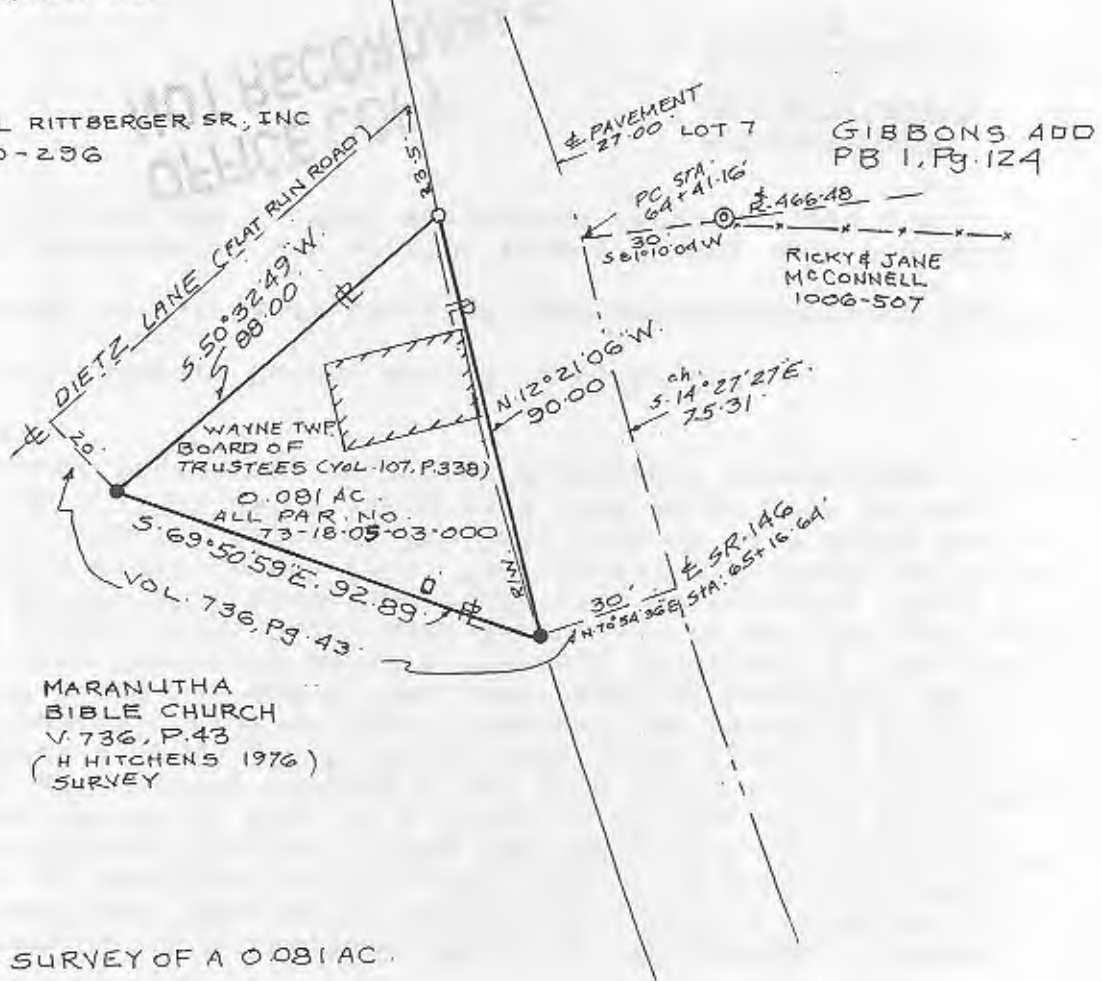 L RITTBERGER SR, INC
0-296
DIETZ LANE (FLAT RUN ROAD)
S.50°32'49"W.
88.00
23.5
20.
℄ PAVEMENT
27.00' LOT 7
GIBBONS ADD
PB 1, Pg. 124
PC STA.
64+41.16'
30
S 81°10'04 W
466.48
RICKY & JANE
McCONNELL
1006-507
N.12°21'06"W.
90.00
ch.
S.14°27'27"E.
75.31
WAYNE TWP
BOARD OF
TRUSTEES (VOL.107, P.338)
0.081 AC.
ALL PAR. NO.
73-18-05-03-000
S.69°50'59"E. 92.89
R/W.
VOL. 736, Pg. 43.
30'
N.70°54'36 E
℄ SR.146
STA. 65+16.64'
MARANUTHA
BIBLE CHURCH
V.736, P.43
(H HITCHENS 1976)
SURVEY
SURVEY OF A 0.081 AC.